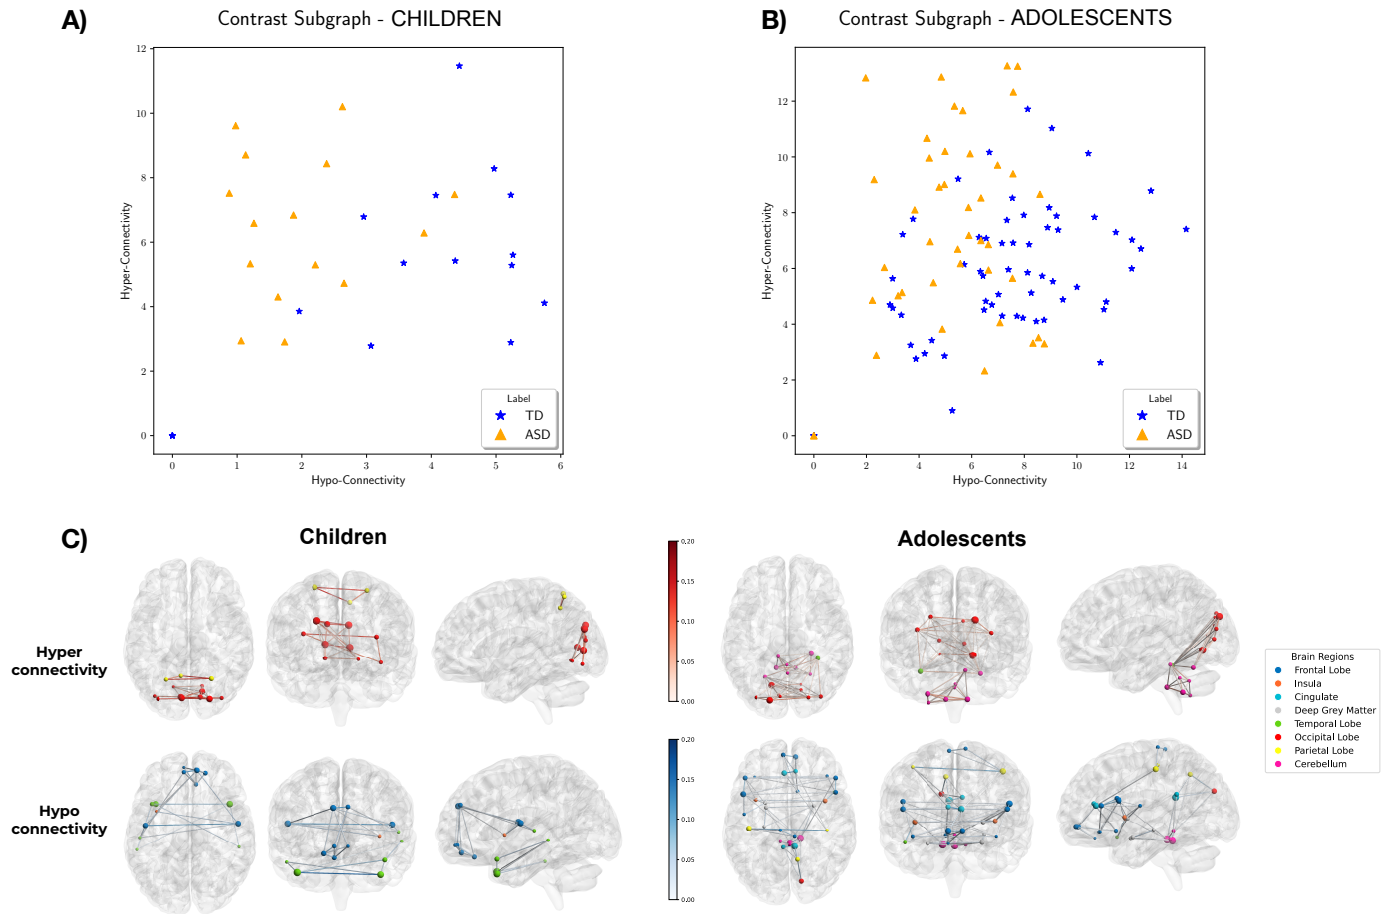 A)
Contrast Subgraph - CHILDREN
12
10
8
6
4
2
0
Hyper-Connectivity
0 1 2 3 4 5 6
Hypo-Connectivity
Label
TD
ASD
B)
Contrast Subgraph - ADOLESCENTS
12
10
8
6
4
2
0
Hyper-Connectivity
0 2 4 6 8 10 12 14
Hypo-Connectivity
Label
TD
ASD
C)
Children
Adolescents
Hyper
connectivity
0.20
0.15
0.10
0.05
0.00
Hypo
connectivity
0.20
0.15
0.10
0.05
0.00
Brain Regions
Frontal Lobe
Insula
Cingulate
Deep Grey Matter
Temporal Lobe
Occipital Lobe
Parietal Lobe
Cerebellum